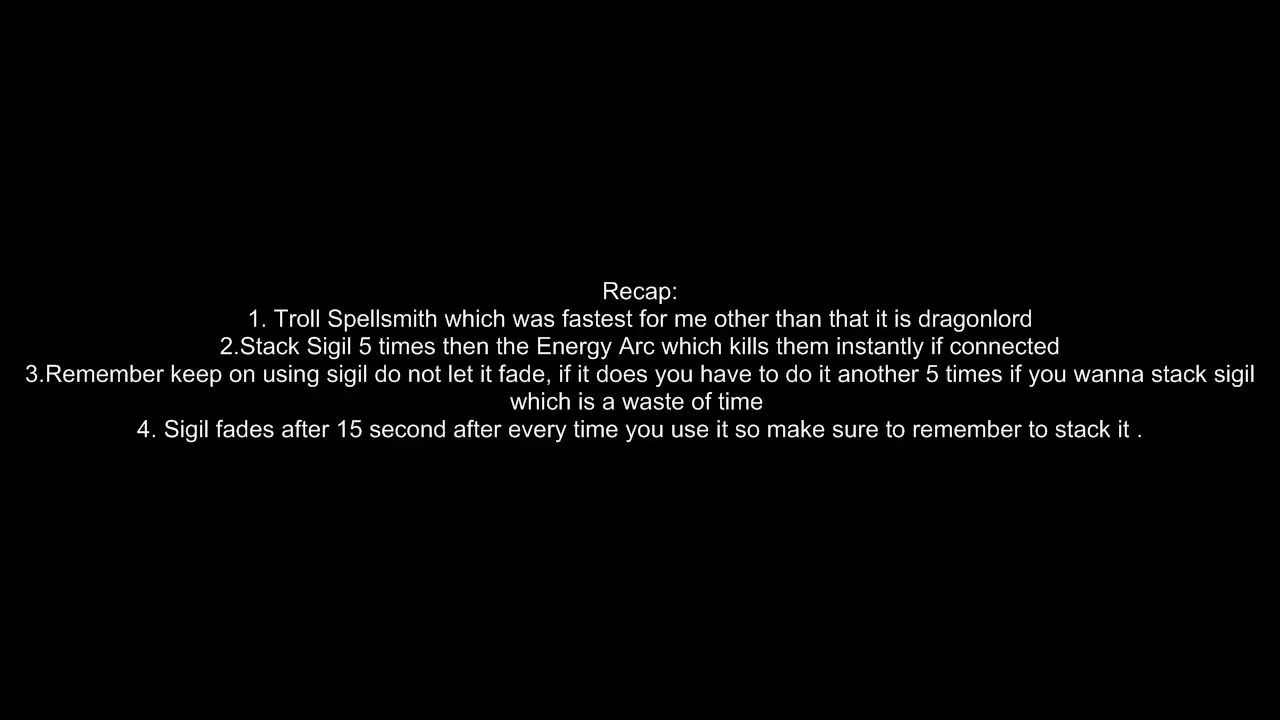 Recap:
1. Troll Spellsmith which was fastest for me other than that it is dragonlord
2.Stack Sigil 5 times then the Energy Arc which kills them instantly if connected
3.Remember keep on using sigil do not let it fade, if it does you have to do it another 5 times if you wanna stack sigil
which is a waste of time
4. Sigil fades after 15 second after every time you use it so make sure to remember to stack it .